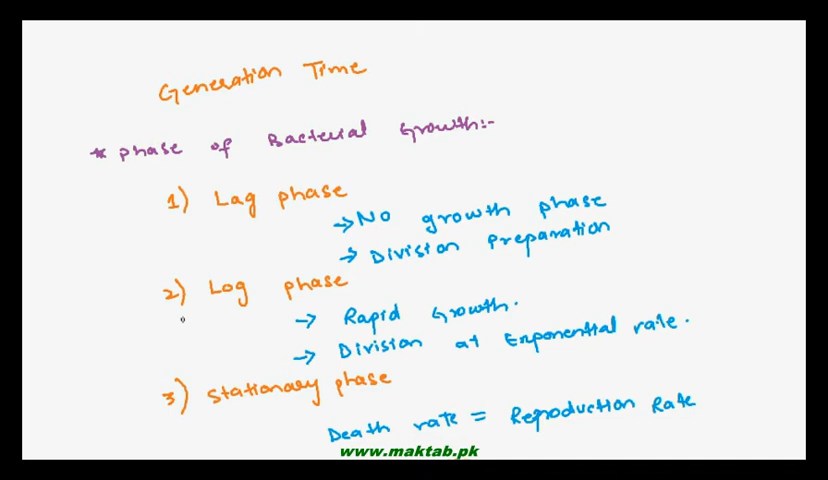 Generation Time
* Phase of Bacterial Growth:-
1) Lag phase
→ No growth phase
→ Division Preparation
2) Log phase
→ Rapid Growth.
→ Division at Exponential rate.
3) Stationary phase
Death rate = Reproduction Rate
www.maktab.pk